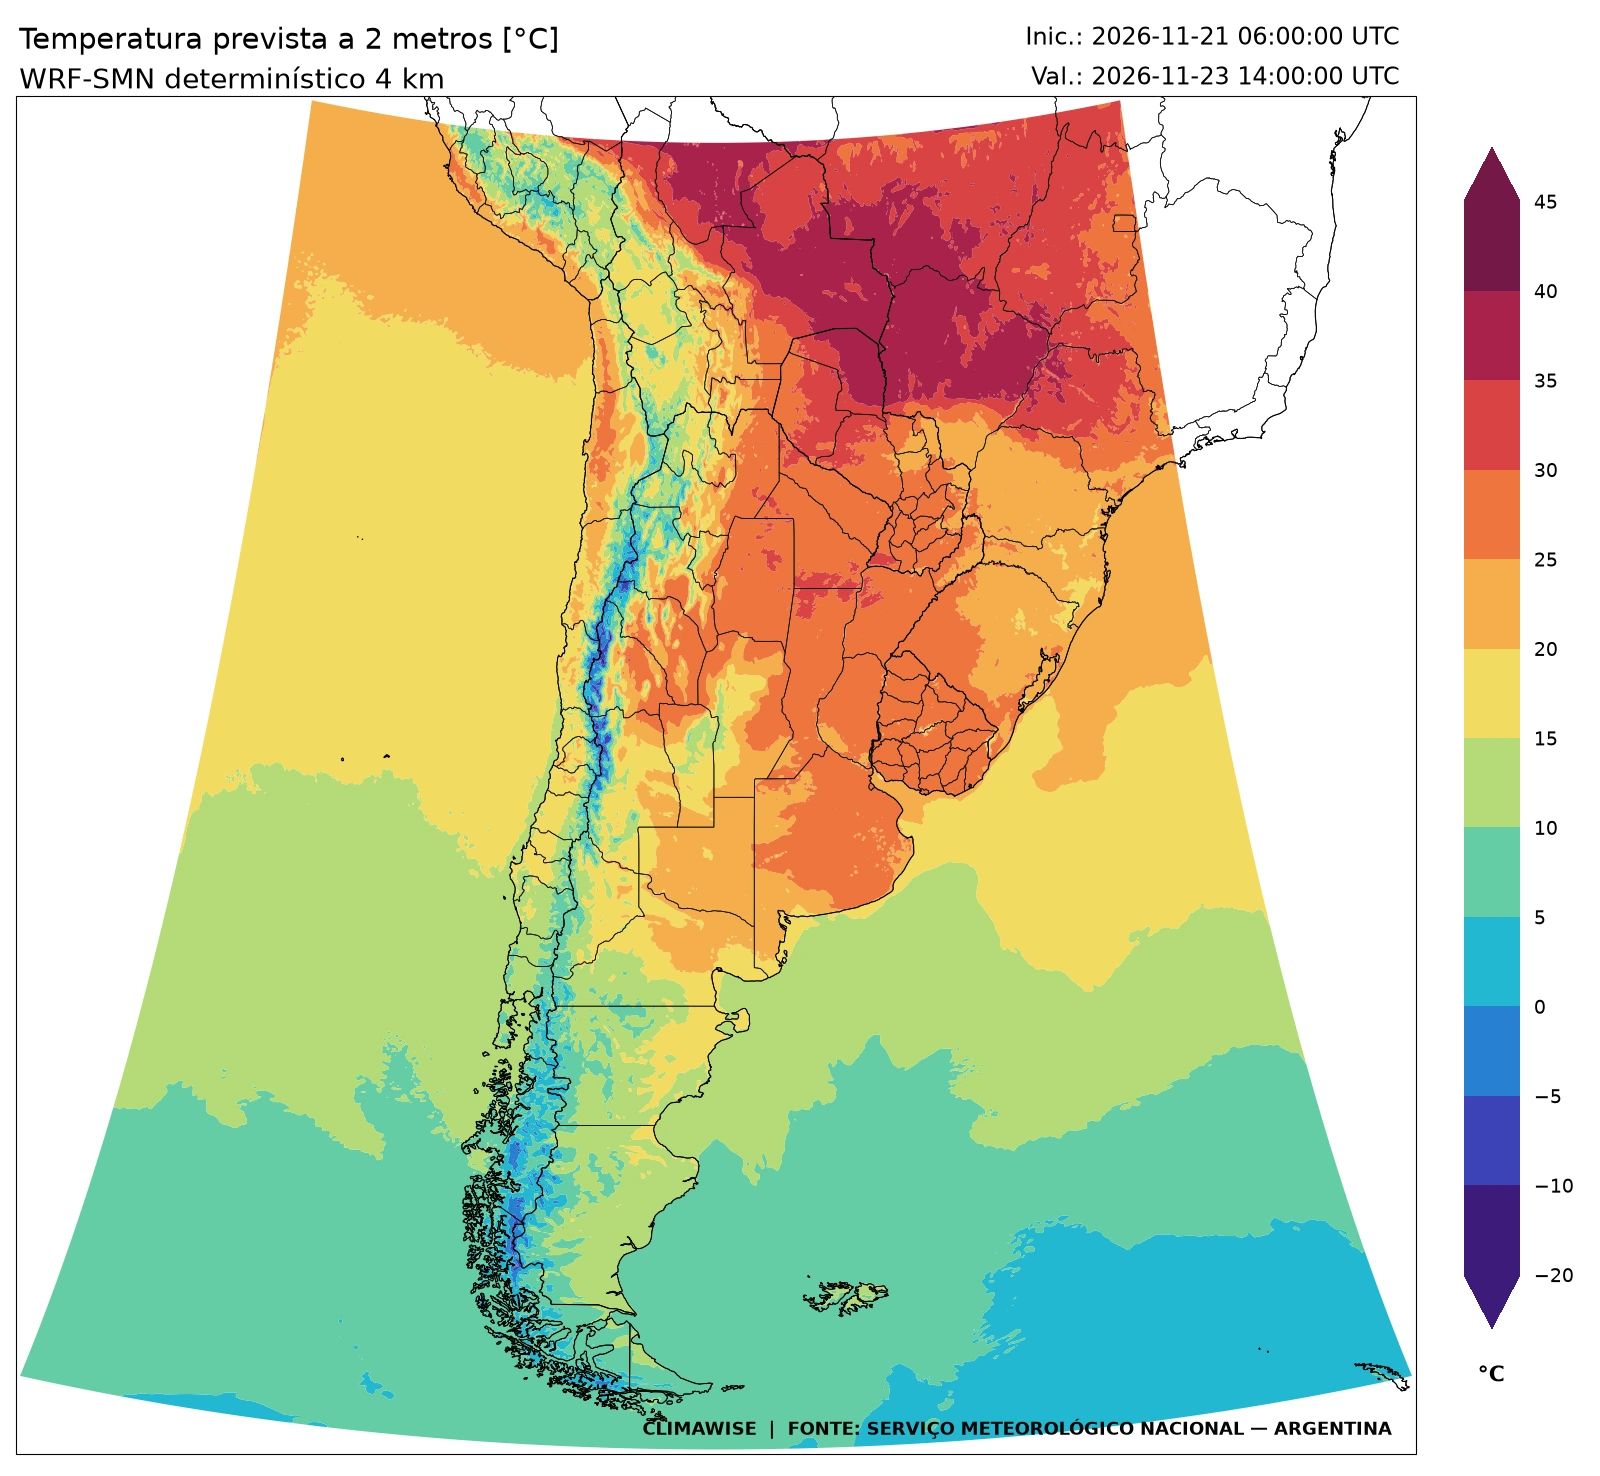 Temperatura prevista a 2 metros [°C]
WRF-SMN determinístico 4 km
Inic.: 2026-11-21 06:00:00 UTC
Val.: 2026-11-23 14:00:00 UTC
45
40
35
30
25
20
15
10
5
0
−5
−10
−20
°C
CLIMAWISE | FONTE: SERVIÇO METEOROLÓGICO NACIONAL — ARGENTINA